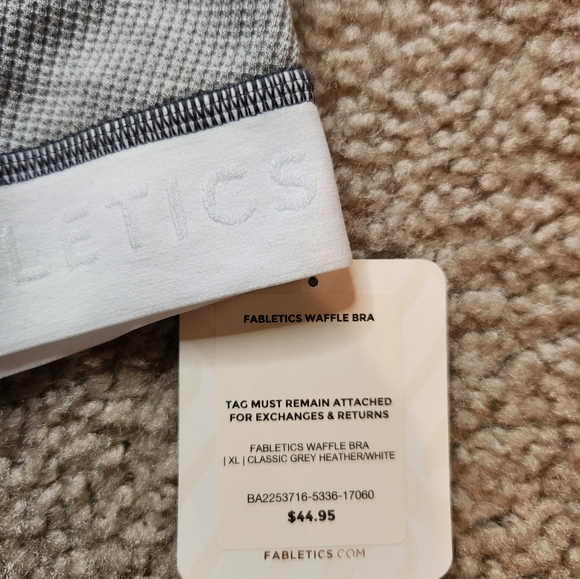 LETICS
FABLETICS WAFFLE BRA
TAG MUST REMAIN ATTACHED
FOR EXCHANGES & RETURNS
FABLETICS WAFFLE BRA
| XL | CLASSIC GREY HEATHER/WHITE
BA2253716-5336-17060
$44.95
FABLETICS.COM